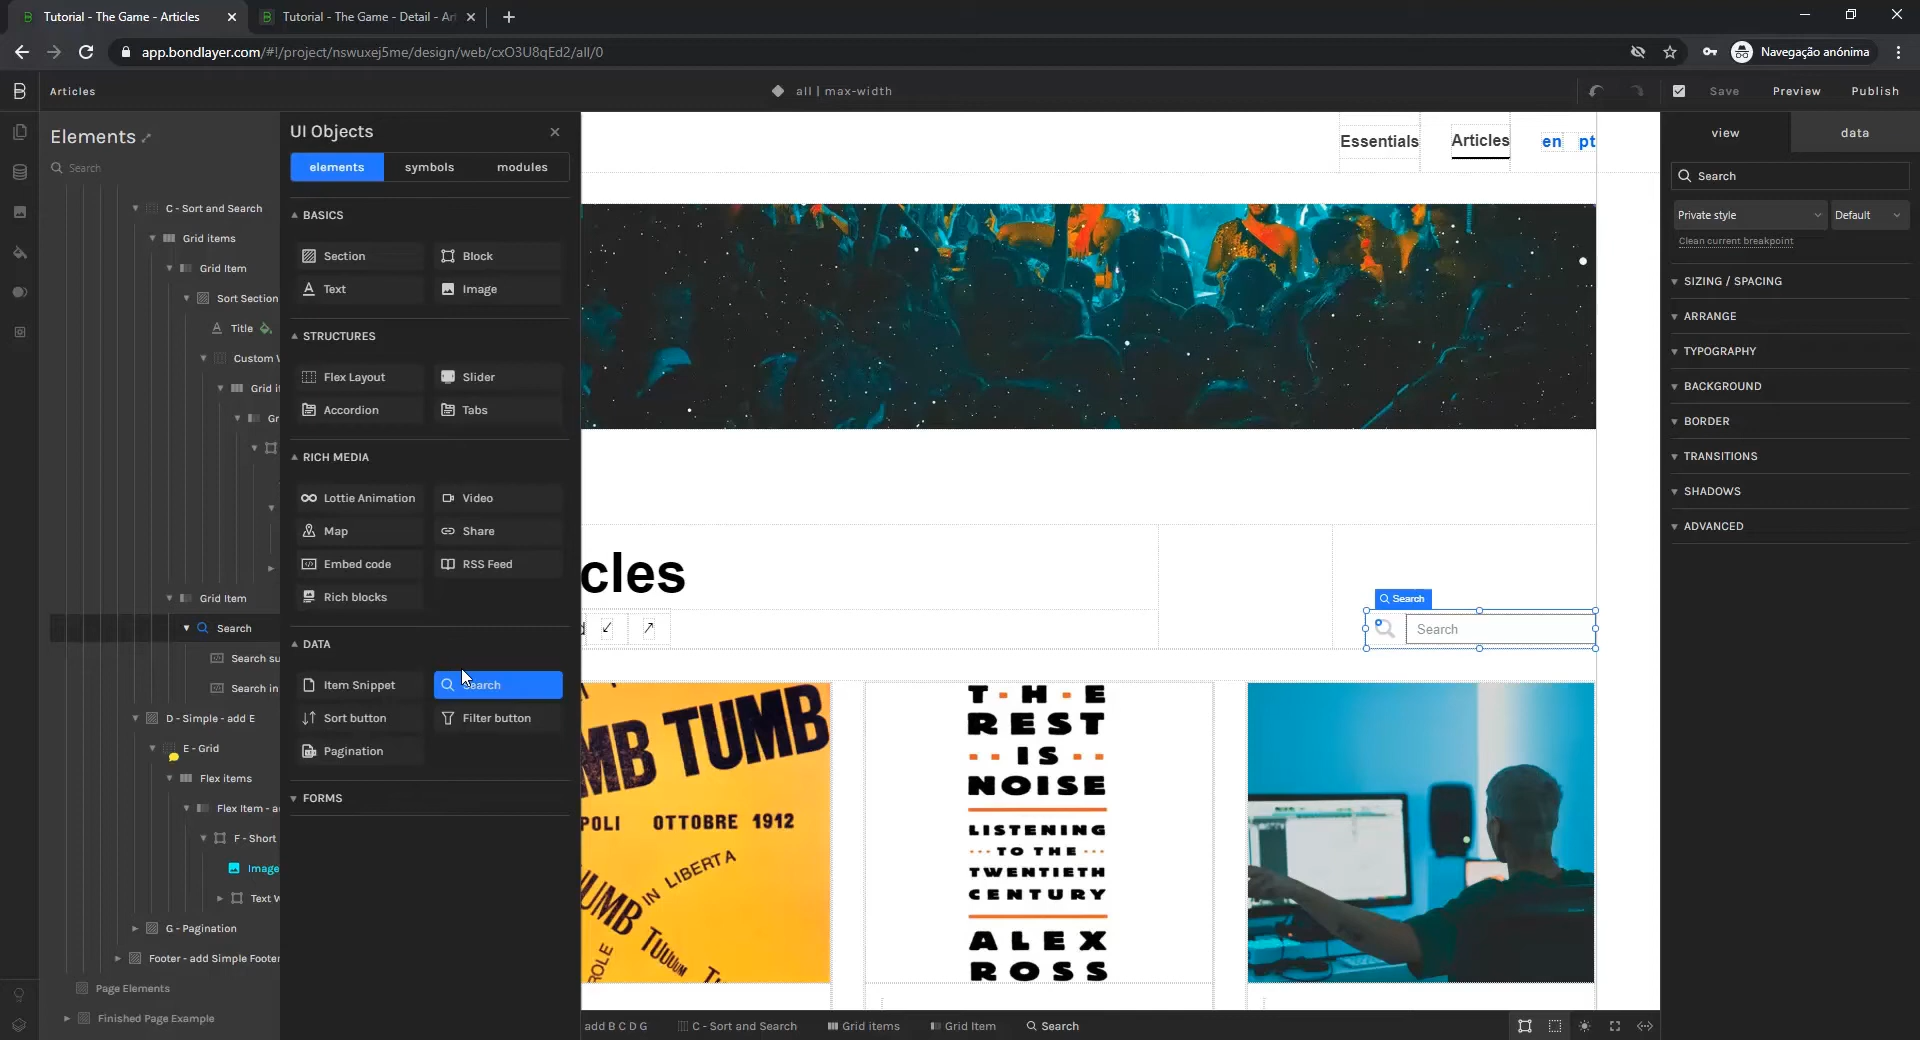 Tutorial - The Game - Articles
Tutorial - The Game - Detail - Ar
app.bondlayer.com/#!/project/nswuxej5me/design/web/cxO3U8qEd2/all/0
Navegação anónima
Articles
all | max-width
Save
Preview
Publish
Elements
Search
C - Sort and Search
Grid items
Grid Item
Sort Section
Title
Custom W
Grid it
Gr
Grid Item
Search
Search su
Search in
D - Simple - add E
E - Grid
Flex items
Flex Item - a
F - Short
Image
Text W
G - Pagination
Footer - add Simple Footer
Page Elements
Finished Page Example
UI Objects
elements
symbols
modules
BASICS
Section
Block
Text
Image
STRUCTURES
Flex Layout
Slider
Accordion
Tabs
RICH MEDIA
Lottie Animation
Video
Map
Share
Embed code
RSS Feed
Rich blocks
DATA
Item Snippet
Search
Sort button
Filter button
Pagination
FORMS
Essentials
Articles
en
pt
cles
d
Search
Search
MB TUMB
POLI OTTOBRE 1912
IN LIBERTA
UMB TUUUUM
ROLE
T·H·E
REST
IS
NOISE
LISTENING
TO THE
TWENTIETH
CENTURY
ALEX
ROSS
add B C D G
C - Sort and Search
Grid items
Grid Item
Search
view
data
Search
Private style
Default
Clean current breakpoint
SIZING / SPACING
ARRANGE
TYPOGRAPHY
BACKGROUND
BORDER
TRANSITIONS
SHADOWS
ADVANCED